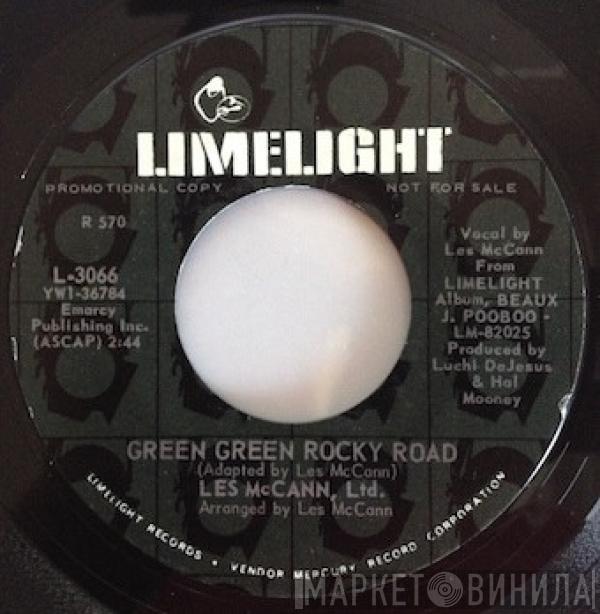 LIMELIGHT
PROMOTIONAL COPY
NOT FOR SALE
R 570
L-3066
YW1-36784
Emarcy
Publishing Inc.
(ASCAP) 2:44
Vocal by
Les McCann
From
LIMELIGHT
Album, BEAUX
J. POOBOO -
LM-82025
Produced by
Luchi DeJesus
& Hal
Mooney
GREEN GREEN ROCKY ROAD
(Adapted by Les McCann)
LES McCANN, Ltd.
Arranged by Les McCann
LIMELIGHT RECORDS • VENDOR MERCURY RECORD CORPORATION
МАРКЕТ ВИНИЛА